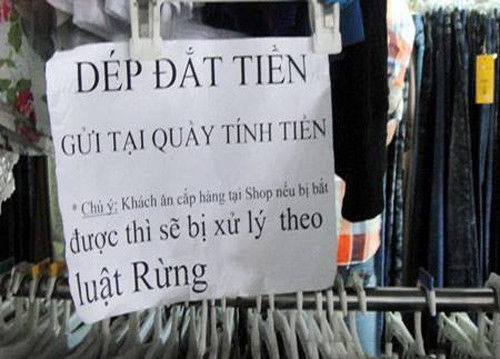 DÉP ĐẮT TIỀN
GỬI TẠI QUẦY TÍNH TIỀN
* Chú ý: Khách ăn cắp hàng tại Shop nếu bị bắt
được thì sẽ bị xử lý theo
luật Rừng